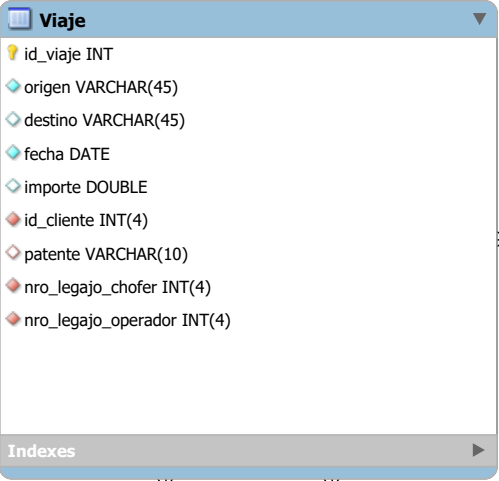 Viaje
id_viaje INT
origen VARCHAR(45)
destino VARCHAR(45)
fecha DATE
importe DOUBLE
id_cliente INT(4)
patente VARCHAR(10)
nro_legajo_chofer INT(4)
nro_legajo_operador INT(4)
Indexes